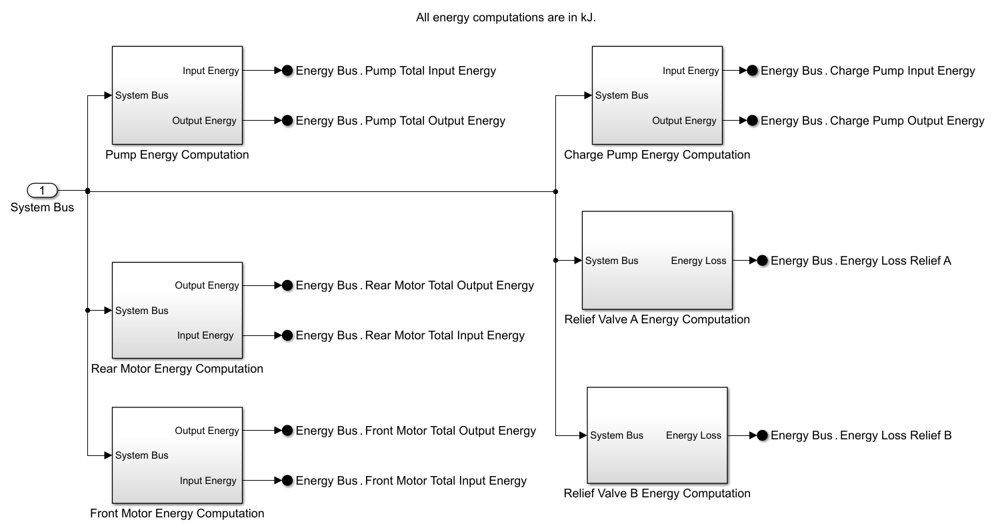 All energy computations are in kJ.
Input Energy
Energy Bus . Pump Total Input Energy
System Bus
Output Energy
Energy Bus . Pump Total Output Energy
Pump Energy Computation
Input Energy
Energy Bus . Charge Pump Input Energy
System Bus
Output Energy
Energy Bus . Charge Pump Output Energy
Charge Pump Energy Computation
1
System Bus
System Bus
Energy Loss
Energy Bus . Energy Loss Relief A
Relief Valve A Energy Computation
Output Energy
Energy Bus . Rear Motor Total Output Energy
System Bus
Input Energy
Energy Bus . Rear Motor Total Input Energy
Rear Motor Energy Computation
Output Energy
Energy Bus . Front Motor Total Output Energy
System Bus
Input Energy
Energy Bus . Front Motor Total Input Energy
Front Motor Energy Computation
System Bus
Energy Loss
Energy Bus . Energy Loss Relief B
Relief Valve B Energy Computation